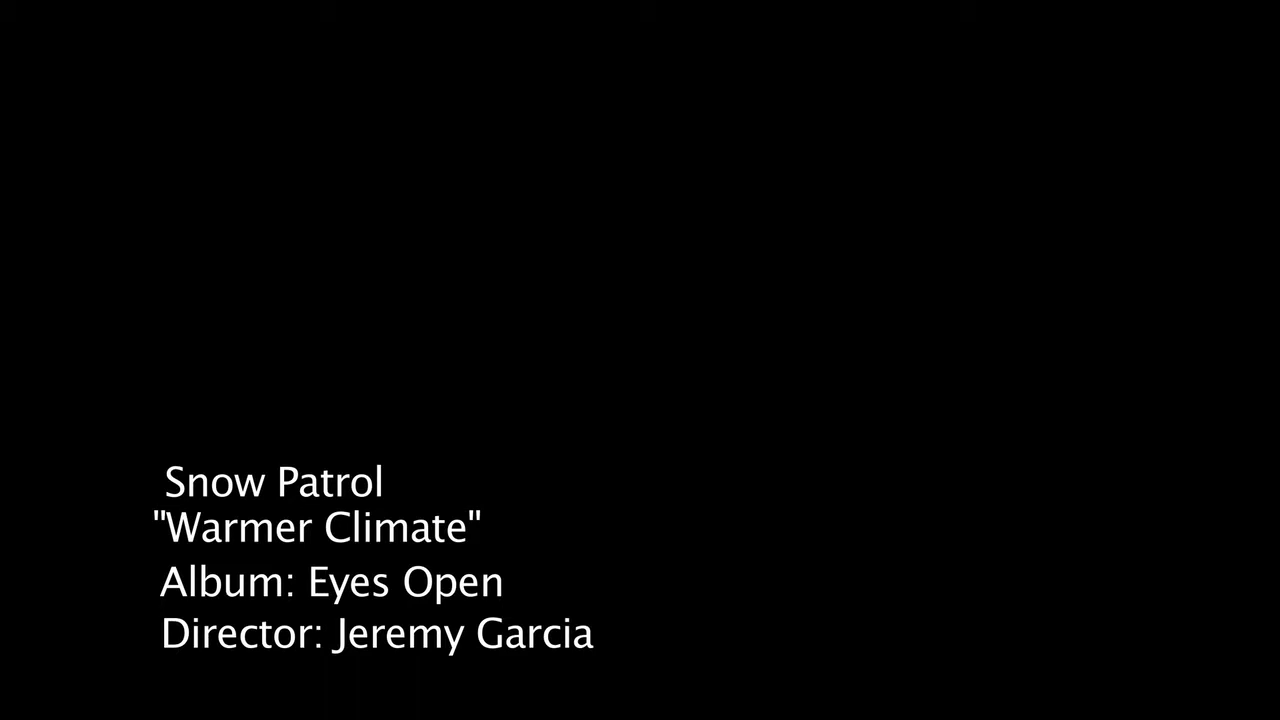 Snow Patrol
"Warmer Climate"
Album: Eyes Open
Director: Jeremy Garcia